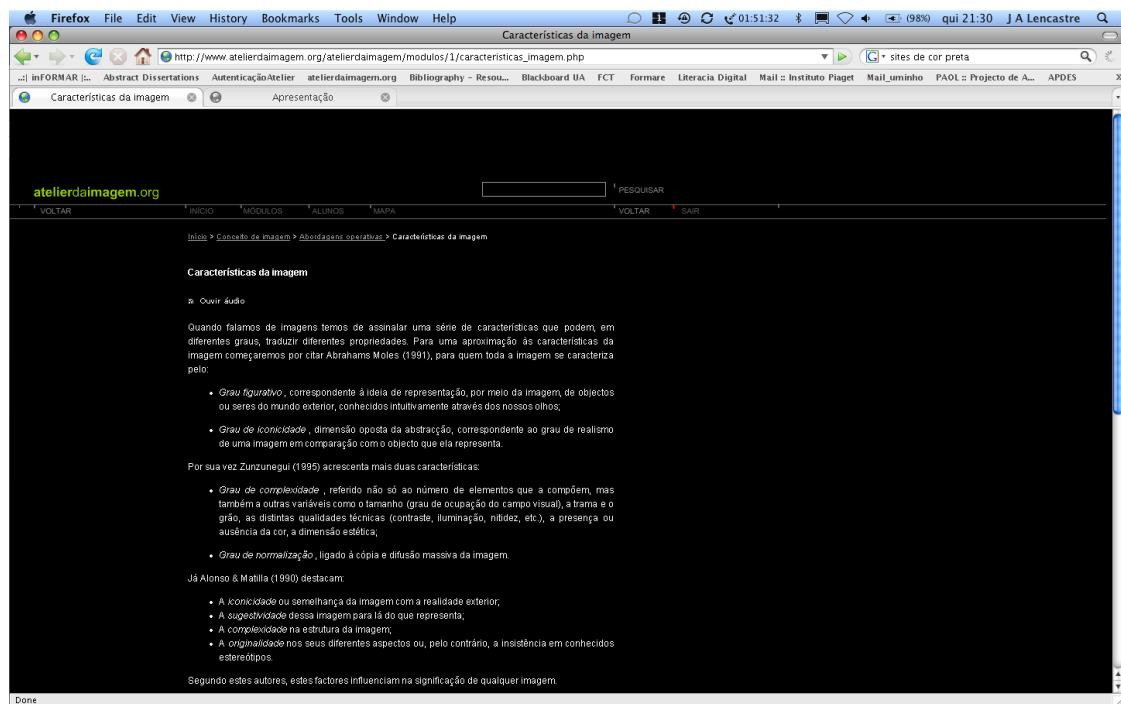 Firefox File Edit View History Bookmarks Tools Window Help 01:51:32 (98%) qui 21:30 J A Lencastre
Características da imagem
http://www.atelierdaimagem.org/atelierdaimagem/modulos/1/caracteristicas_imagem.php sites de cor preta
...:| inFORMAR |:.. Abstract Dissertations AutenticaçãoAtelier atelierdaimagem.org Bibliography – Resou... Blackboard UA FCT Formare Literacia Digital Mail :: Instituto Piaget Mail_uminho PAOL :: Projecto de A... APDES
Características da imagem Apresentação
atelierdaimagem.org PESQUISAR
VOLTAR INÍCIO MÓDULOS ALUNOS MAPA VOLTAR SAIR
Início > Conceito de imagem > Abordagens operativas > Características da imagem
Características da imagem
Ouvir áudio
Quando falamos de imagens temos de assinalar uma série de características que podem, em
diferentes graus, traduzir diferentes propriedades. Para uma aproximação às características da
imagem começaremos por citar Abrahams Moles (1991), para quem toda a imagem se caracteriza
pelo:
• Grau figurativo , correspondente à ideia de representação, por meio da imagem, de objectos
ou seres do mundo exterior, conhecidos intuitivamente através dos nossos olhos;
• Grau de iconicidade , dimensão oposta da abstracção, correspondente ao grau de realismo
de uma imagem em comparação com o objecto que ela representa.
Por sua vez Zunzunegui (1995) acrescenta mais duas características:
• Grau de complexidade , referido não só ao número de elementos que a compõem, mas
também a outras variáveis como o tamanho (grau de ocupação do campo visual), a trama e o
grão, as distintas qualidades técnicas (contraste, iluminação, nitidez, etc.), a presença ou
ausência da cor, a dimensão estética;
• Grau de normalização , ligado à cópia e difusão massiva da imagem.
Já Alonso & Matilla (1990) destacam:
• A iconicidade ou semelhança da imagem com a realidade exterior;
• A sugestividade dessa imagem para lá do que representa;
• A complexidade na estrutura da imagem;
• A originalidade nos seus diferentes aspectos ou, pelo contrário, a insistência em conhecidos
estereótipos.
Segundo estes autores, estes factores influenciam na significação de qualquer imagem.
Done